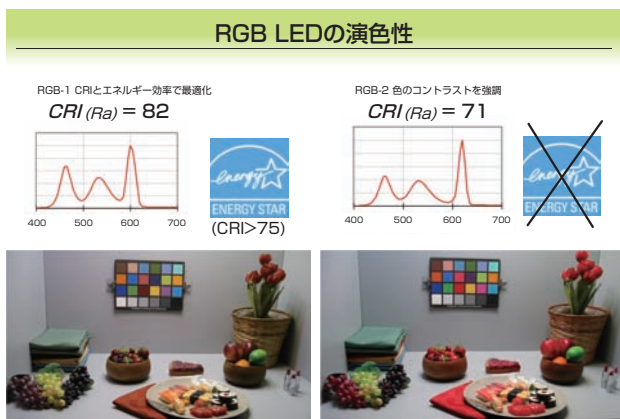 RGB LEDの演色性
RGB-1 CRIとエネルギー効率で最適化
CRI (Ra) = 82
400 500 600 700
energy
ENERGY STAR
(CRI>75)
RGB-2 色のコントラストを強調
CRI (Ra) = 71
400 500 600 700
energy
ENERGY STAR